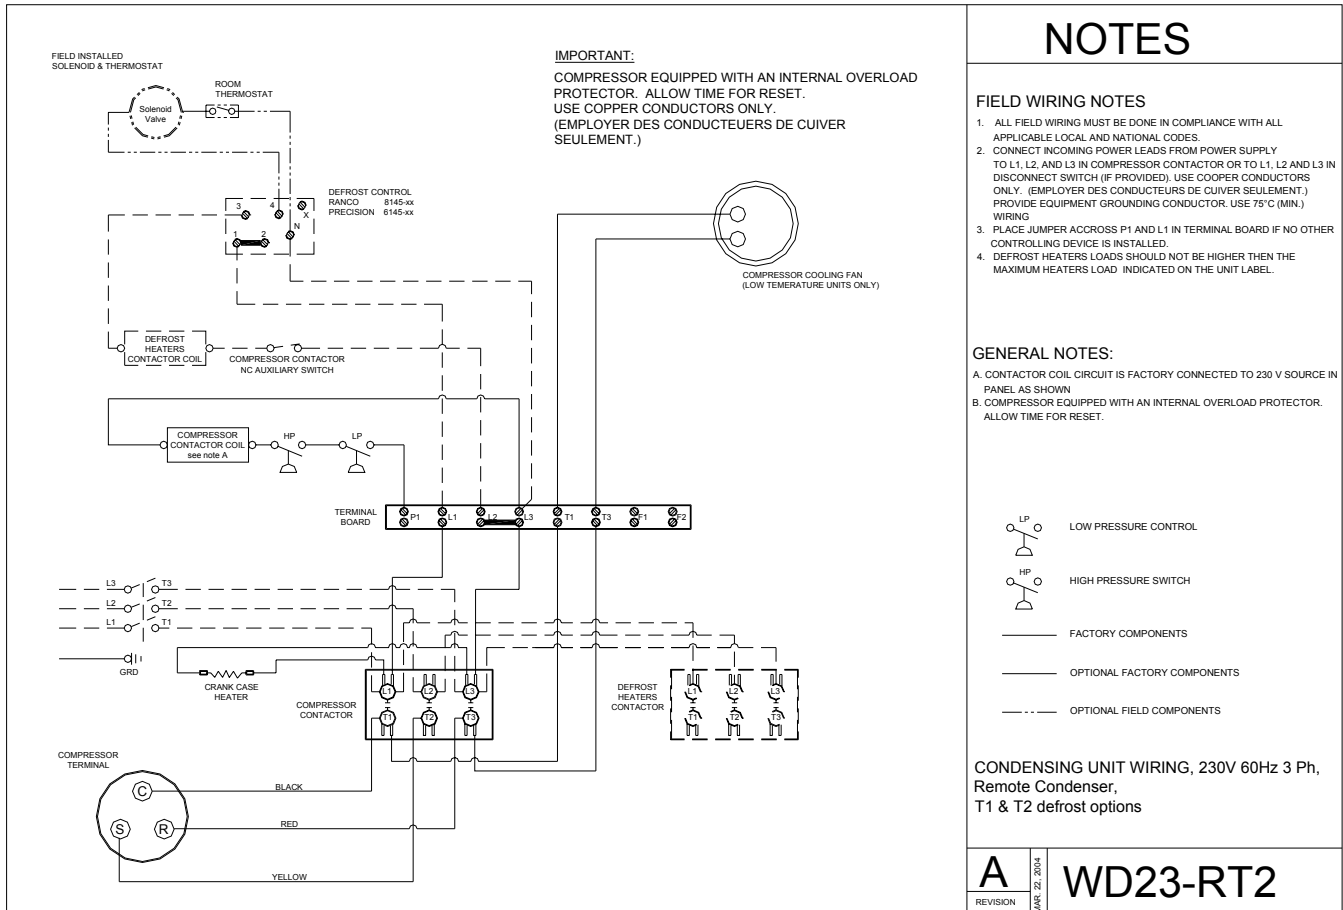 FIELD INSTALLED
SOLENOID & THERMOSTAT
Solenoid
Valve
ROOM
THERMOSTAT
IMPORTANT:
COMPRESSOR EQUIPPED WITH AN INTERNAL OVERLOAD
PROTECTOR. ALLOW TIME FOR RESET.
USE COPPER CONDUCTORS ONLY.
(EMPLOYER DES CONDUCTEUERS DE CUIVER
SEULEMENT.)
3
4
X
1
2
N
DEFROST CONTROL
RANCO 8145-xx
PRECISION 6145-xx
COMPRESSOR COOLING FAN
(LOW TEMERATURE UNITS ONLY)
DEFROST
HEATERS
CONTACTOR COIL
COMPRESSOR CONTACTOR
NC AUXILIARY SWITCH
COMPRESSOR
CONTACTOR COIL
see note A
HP
LP
TERMINAL
BOARD
P1
L1
L2
L3
T1
T3
F1
F2
L3
T3
L2
T2
L1
T1
GRD
CRANK CASE
HEATER
COMPRESSOR
CONTACTOR
L1
L2
L3
T1
T2
T3
DEFROST
HEATERS
CONTACTOR
L1
L2
L3
T1
T2
T3
COMPRESSOR
TERMINAL
C
S
R
BLACK
RED
YELLOW
NOTES
FIELD WIRING NOTES
1. ALL FIELD WIRING MUST BE DONE IN COMPLIANCE WITH ALL
APPLICABLE LOCAL AND NATIONAL CODES.
2. CONNECT INCOMING POWER LEADS FROM POWER SUPPLY
TO L1, L2, AND L3 IN COMPRESSOR CONTACTOR OR TO L1, L2 AND L3 IN
DISCONNECT SWITCH (IF PROVIDED). USE COOPER CONDUCTORS
ONLY. (EMPLOYER DES CONDUCTEURS DE CUIVER SEULEMENT.)
PROVIDE EQUIPMENT GROUNDING CONDUCTOR. USE 75°C (MIN.)
WIRING
3. PLACE JUMPER ACCROSS P1 AND L1 IN TERMINAL BOARD IF NO OTHER
CONTROLLING DEVICE IS INSTALLED.
4. DEFROST HEATERS LOADS SHOULD NOT BE HIGHER THEN THE
MAXIMUM HEATERS LOAD INDICATED ON THE UNIT LABEL.
GENERAL NOTES:
A. CONTACTOR COIL CIRCUIT IS FACTORY CONNECTED TO 230 V SOURCE IN
PANEL AS SHOWN
B. COMPRESSOR EQUIPPED WITH AN INTERNAL OVERLOAD PROTECTOR.
ALLOW TIME FOR RESET.
LP
LOW PRESSURE CONTROL
HP
HIGH PRESSURE SWITCH
FACTORY COMPONENTS
OPTIONAL FACTORY COMPONENTS
OPTIONAL FIELD COMPONENTS
CONDENSING UNIT WIRING, 230V 60Hz 3 Ph,
Remote Condenser,
T1 & T2 defrost options
A
REVISION
MAR. 22, 2004
WD23-RT2